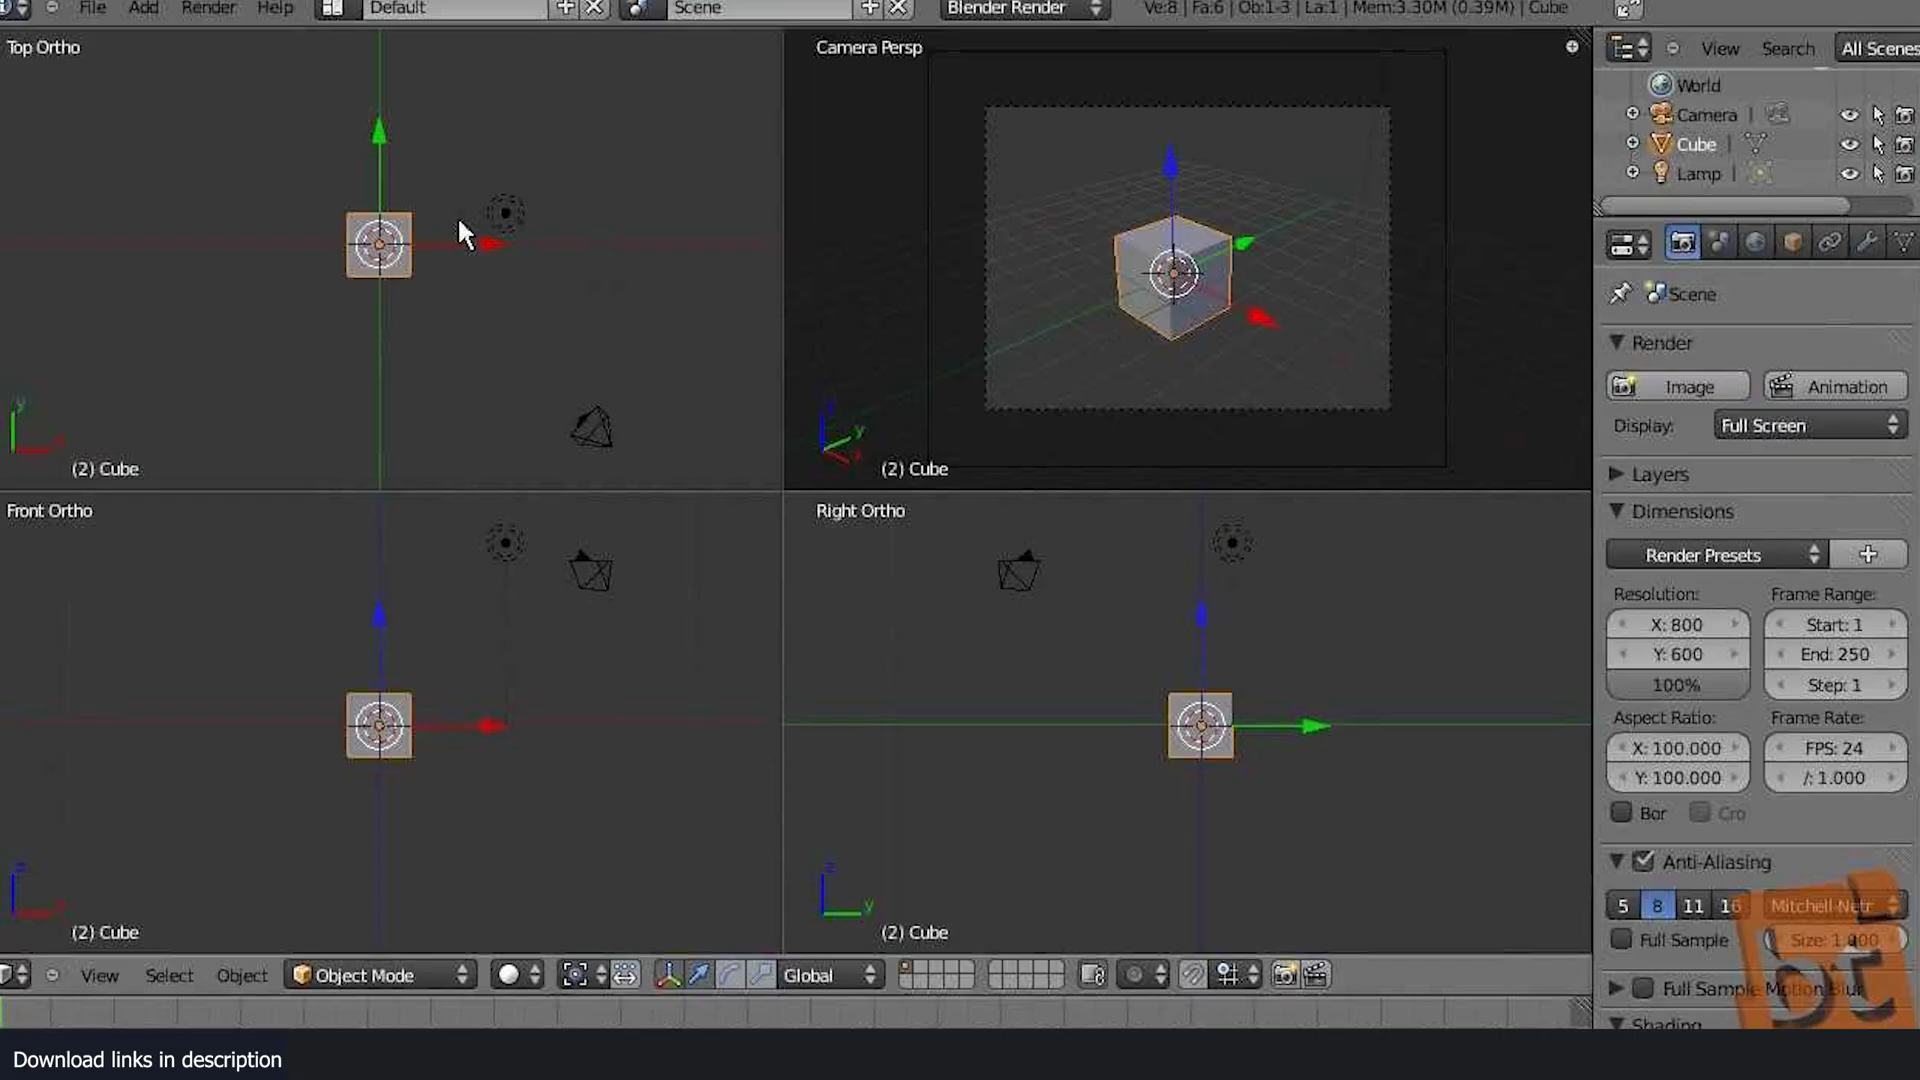 File Add Render Help Default Scene Blender Render Ve:8 | Fa:6 | Ob:1-3 | La:1 | Mem:3.30M (0.39M) | Cube
Top Ortho
(2) Cube
y
Camera Persp
y
(2) Cube
Front Ortho
z
(2) Cube
Right Ortho
z
y
(2) Cube
View Search All Scenes
World
Camera
Cube
Lamp
Scene
Render
Image Animation
Display: Full Screen
Layers
Dimensions
Render Presets
Resolution: Frame Range:
X: 800 Start: 1
Y: 600 End: 250
100% Step: 1
Aspect Ratio: Frame Rate:
X: 100.000 FPS: 24
Y: 100.000 /: 1.000
Bor Cro
Anti-Aliasing
5 8 11 16 Mitchell-Netr
Full Sample Size: 1.000
Full Sample Motion Blur
Shading
bt
View Select Object Object Mode Global
Download links in description